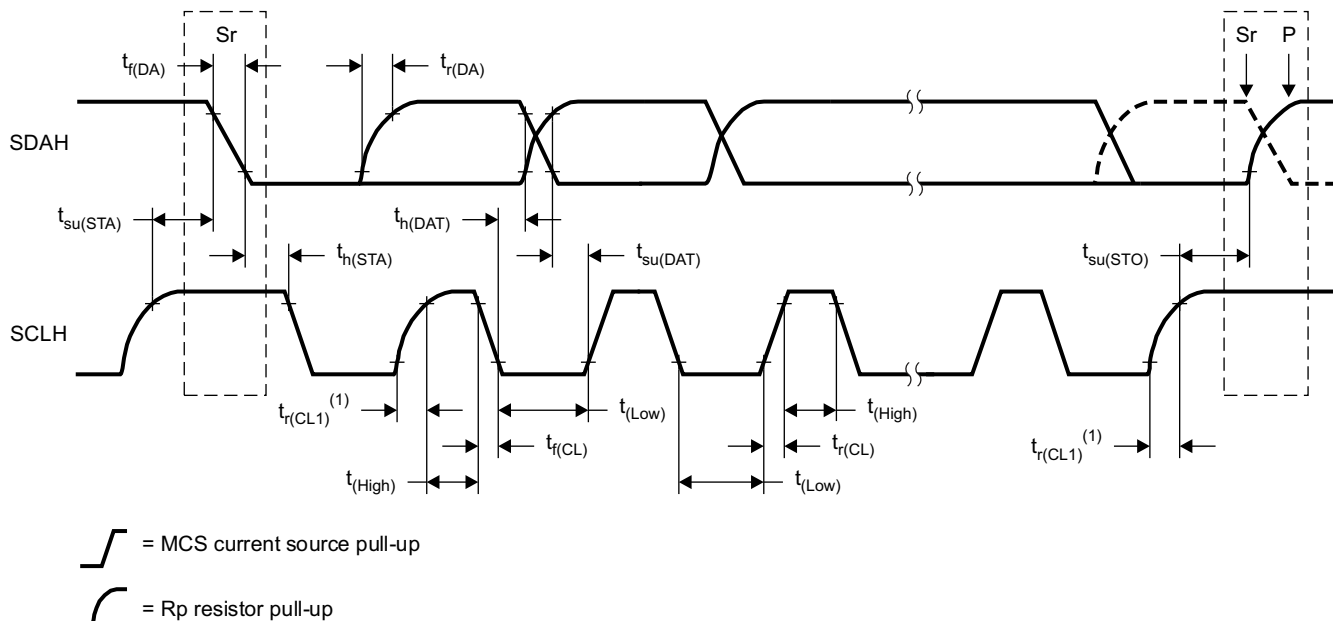 Sr
Sr P
t_f(DA)
t_r(DA)
SDAH
t_su(STA)
t_h(DAT)
t_h(STA)
t_su(DAT)
t_su(STO)
SCLH
t_r(CL1)(1)
t_(Low)
t_(High)
t_f(CL)
t_r(CL)
t_r(CL1)(1)
t_(High)
t_(Low)
= MCS current source pull-up
= Rp resistor pull-up